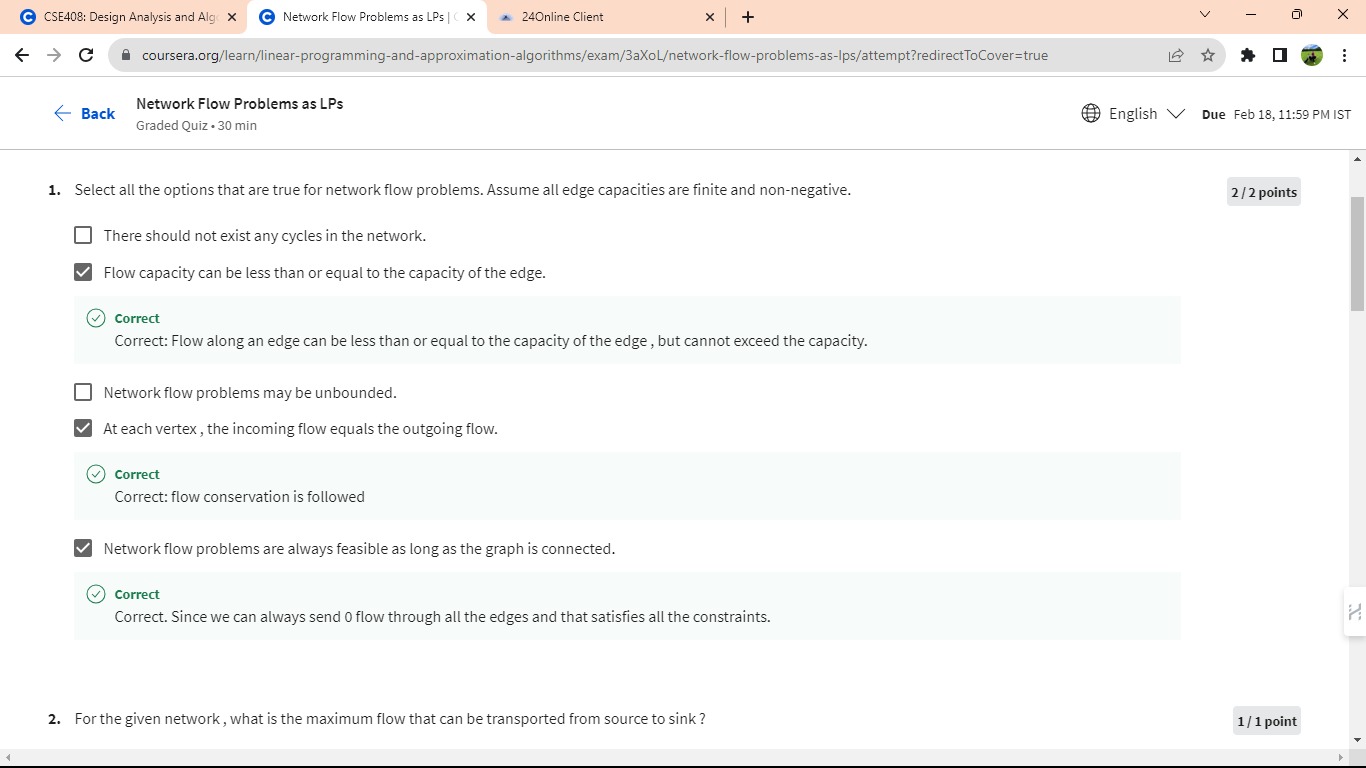 CSE408: Design Analysis and Alg
Network Flow Problems as LPs |
24Online Client
coursera.org/learn/linear-programming-and-approximation-algorithms/exam/3aXoL/network-flow-problems-as-lps/attempt?redirectToCover=true
Back
Network Flow Problems as LPs
Graded Quiz • 30 min
English
Due Feb 18, 11:59 PM IST
1. Select all the options that are true for network flow problems. Assume all edge capacities are finite and non-negative.
2 / 2 points
There should not exist any cycles in the network.
Flow capacity can be less than or equal to the capacity of the edge.
Correct
Correct: Flow along an edge can be less than or equal to the capacity of the edge , but cannot exceed the capacity.
Network flow problems may be unbounded.
At each vertex , the incoming flow equals the outgoing flow.
Correct
Correct: flow conservation is followed
Network flow problems are always feasible as long as the graph is connected.
Correct
Correct. Since we can always send 0 flow through all the edges and that satisfies all the constraints.
2. For the given network , what is the maximum flow that can be transported from source to sink ?
1 / 1 point